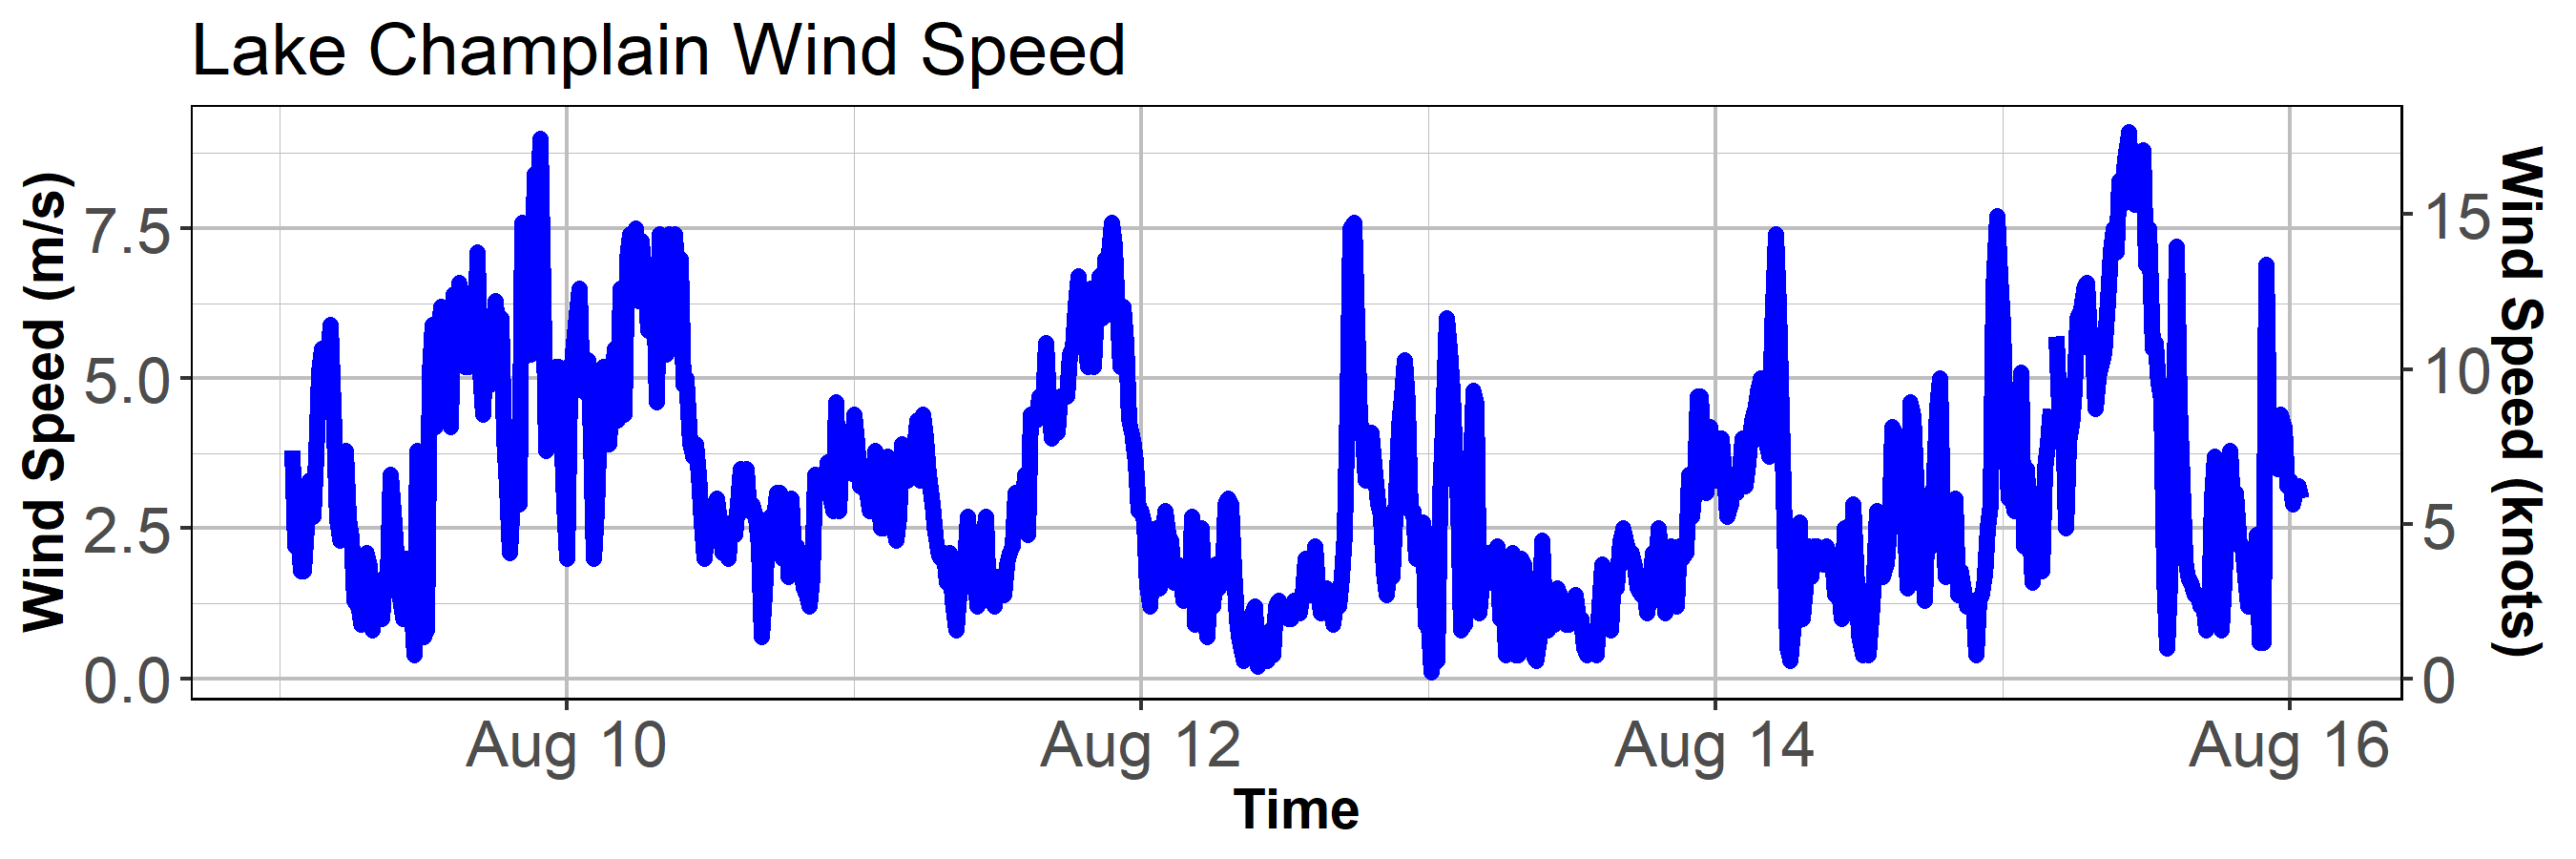 Lake Champlain Wind Speed
Wind Speed (m/s)
7.5
5.0
2.5
0.0
15
10
5
0
Wind Speed (knots)
Aug 10
Aug 12
Aug 14
Aug 16
Time